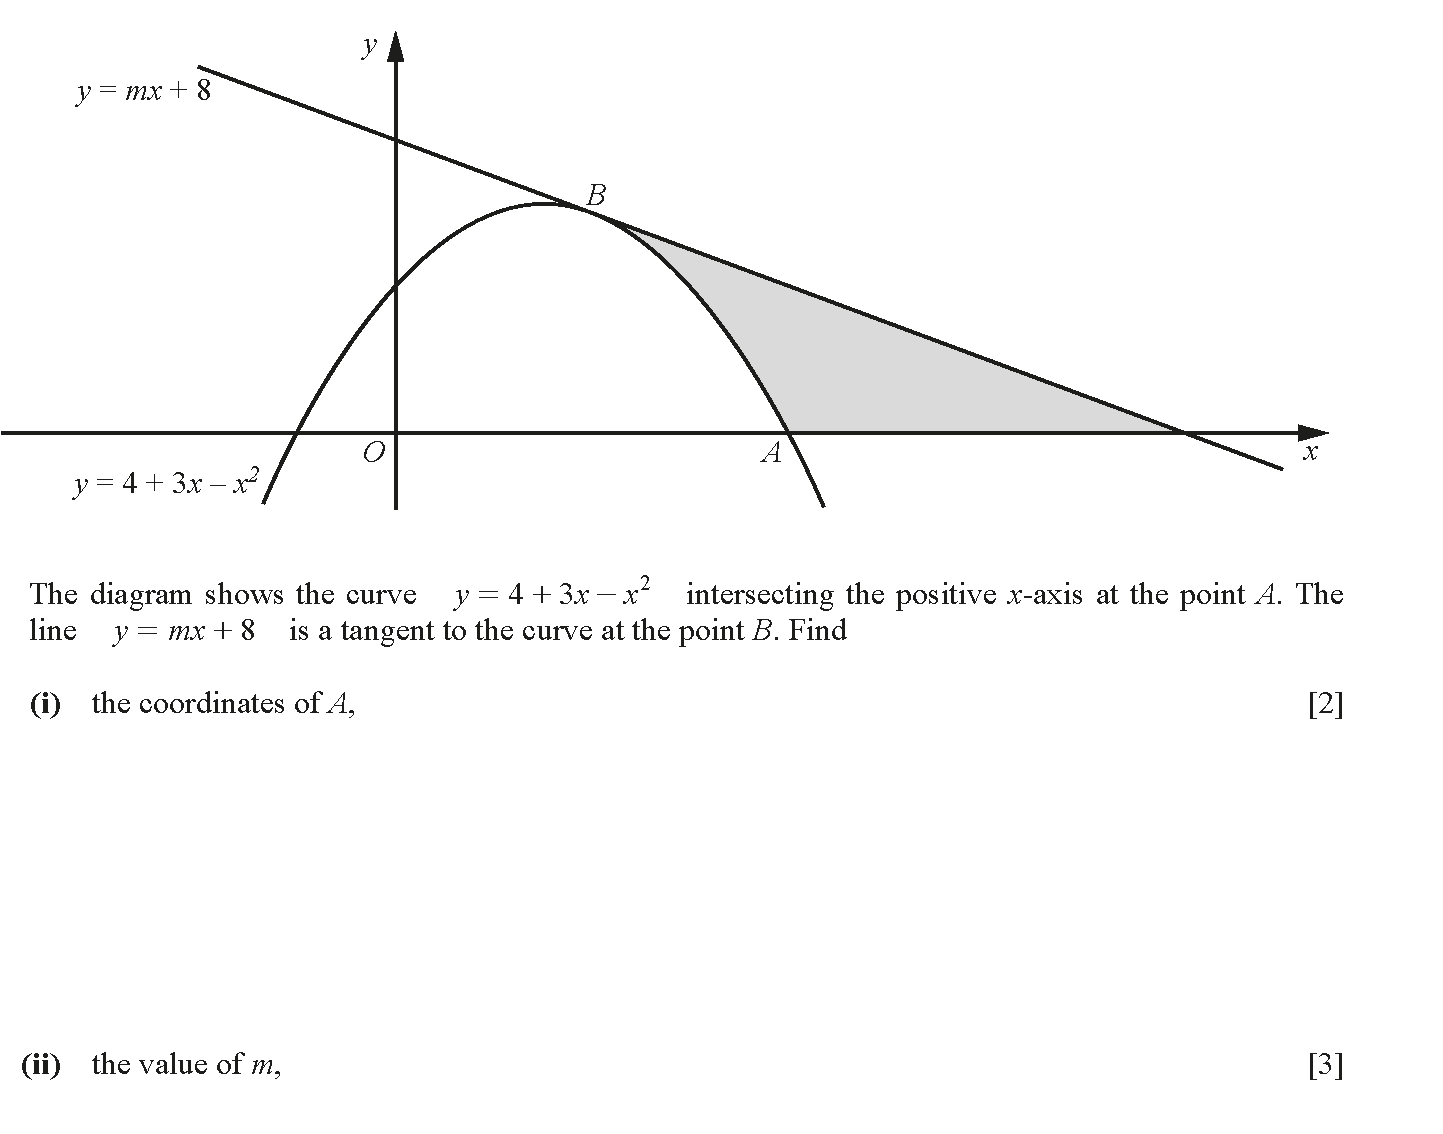 y
y = mx + 8
B
O
A
x
y = 4 + 3x – x²
The diagram shows the curve y = 4 + 3x – x² intersecting the positive x-axis at the point A. The
line y = mx + 8 is a tangent to the curve at the point B. Find
(i) the coordinates of A, [2]
(ii) the value of m, [3]